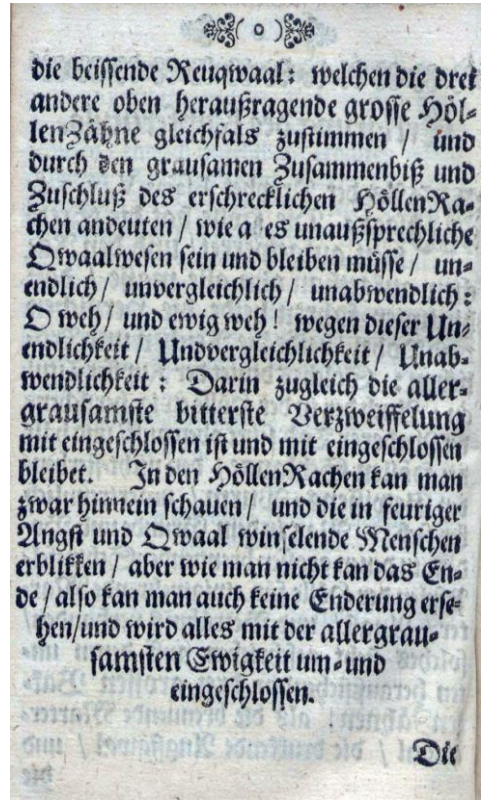 ( o )
die beissende Reuqwaal: welchen die drei
andere oben heraußragende grosse Höl-
lenZähne gleichfals zustimmen / und
durch den grausamen Zusammenbiß und
Zuschluß des erschrecklichen HöllenRa-
chen andeuten / wie a es unaußsprechliche
Qwaalwesen sein und bleiben müsse / un-
endlich / unvergleichlich / unabwendlich:
O weh / und ewig weh! wegen dieser Un-
endlichkeit / Undvergleichlichkeit / Unab-
wendlichkeit: Darin zugleich die aller-
grausamste bitterste Verzweiffelung
mit eingeschlossen ist und mit eingeschlossen
bleibet. In den HöllenRachen kan man
zwar hinnein schauen / und die in feuriger
Angst und Qwaal winselende Menschen
erblikken / aber wie man nicht kan das En-
de / also kan man auch keine Enderung erse-
hen / und wird alles mit der allergrau-
samsten Ewigkeit um- und
eingeschlossen.
Die